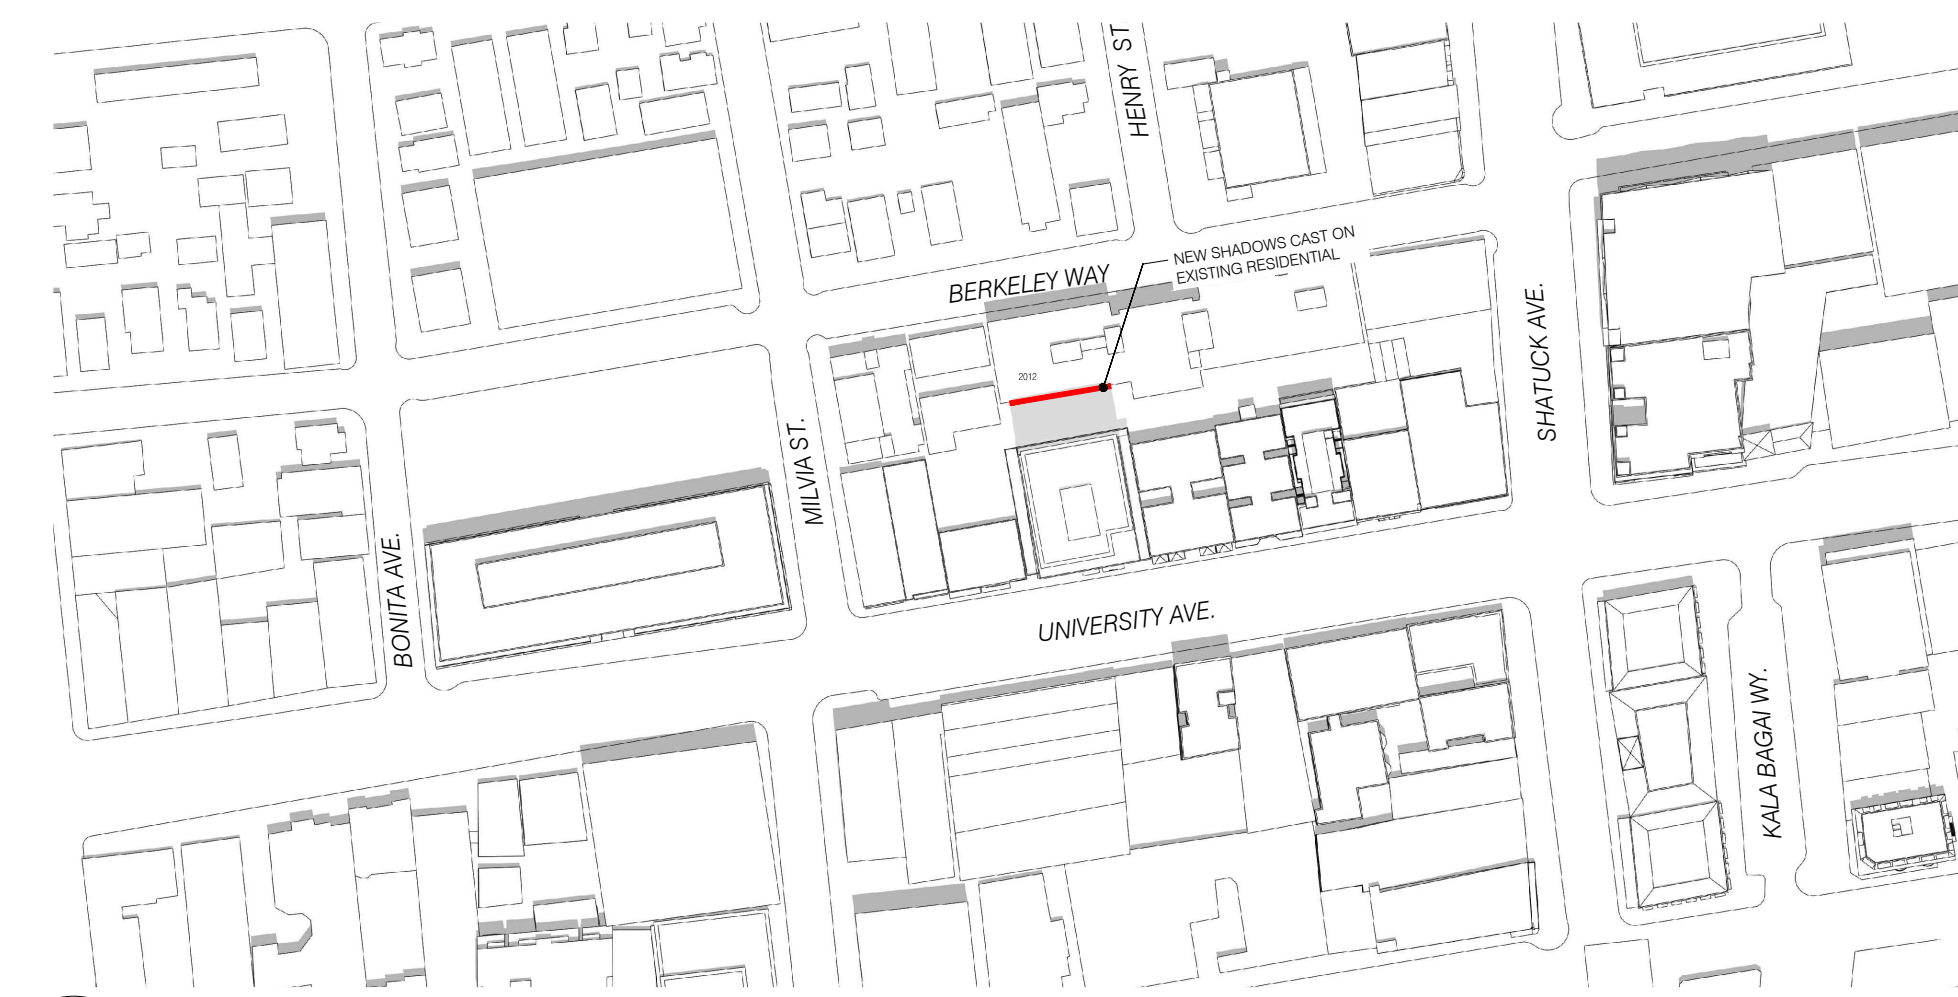 HENRY ST.
NEW SHADOWS CAST ON
EXISTING RESIDENTIAL
BERKELEY WAY
2012
SHATUCK AVE.
MILVIA ST.
BONITA AVE.
UNIVERSITY AVE.
KALA BAGAI WY.